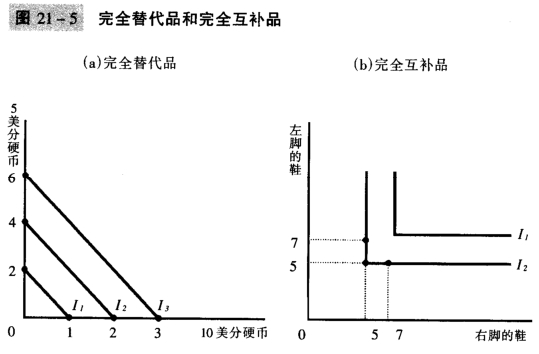 图 21-5 完全替代品和完全互补品
(a)完全替代品
(b)完全互补品
5
美分硬币
6
4
2
I1
I2
I3
0
1
2
3
10美分硬币
左脚的鞋
7
5
I1
I2
0
5
7
右脚的鞋